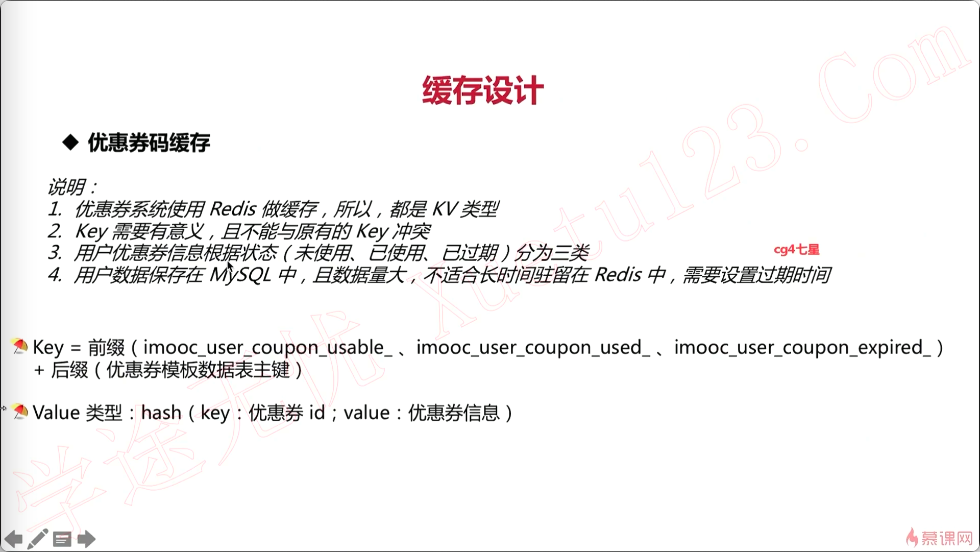 缓存设计
◆ 优惠券码缓存
说明：
1. 优惠券系统使用 Redis 做缓存，所以，都是 KV 类型
2. Key 需要有意义，且不能与原有的 Key 冲突
3. 用户优惠券信息根据状态（未使用、已使用、已过期）分为三类
cg4七星
4. 用户数据保存在 MySQL 中，且数据量大，不适合长时间驻留在 Redis 中，需要设置过期时间
Key = 前缀（imooc_user_coupon_usable_ 、imooc_user_coupon_used_ 、imooc_user_coupon_expired_）
+ 后缀（优惠券模板数据表主键）
Value 类型：hash（key：优惠券 id；value：优惠券信息）
学途无忧 Xuetu123.Com
慕课网